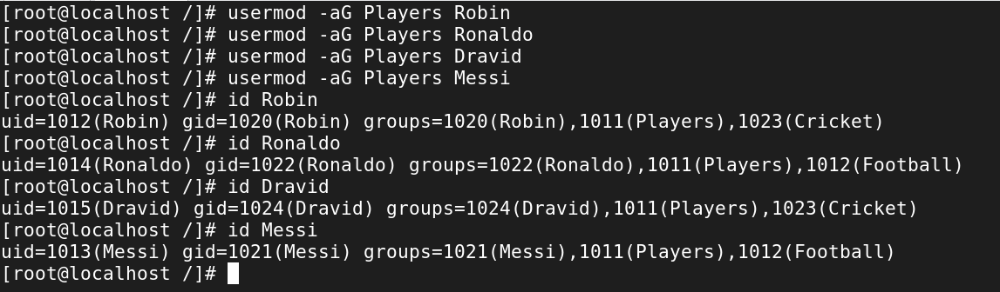 [root@localhost /]# usermod -aG Players Robin
[root@localhost /]# usermod -aG Players Ronaldo
[root@localhost /]# usermod -aG Players Dravid
[root@localhost /]# usermod -aG Players Messi
[root@localhost /]# id Robin
uid=1012(Robin) gid=1020(Robin) groups=1020(Robin),1011(Players),1023(Cricket)
[root@localhost /]# id Ronaldo
uid=1014(Ronaldo) gid=1022(Ronaldo) groups=1022(Ronaldo),1011(Players),1012(Football)
[root@localhost /]# id Dravid
uid=1015(Dravid) gid=1024(Dravid) groups=1024(Dravid),1011(Players),1023(Cricket)
[root@localhost /]# id Messi
uid=1013(Messi) gid=1021(Messi) groups=1021(Messi),1011(Players),1012(Football)
[root@localhost /]#